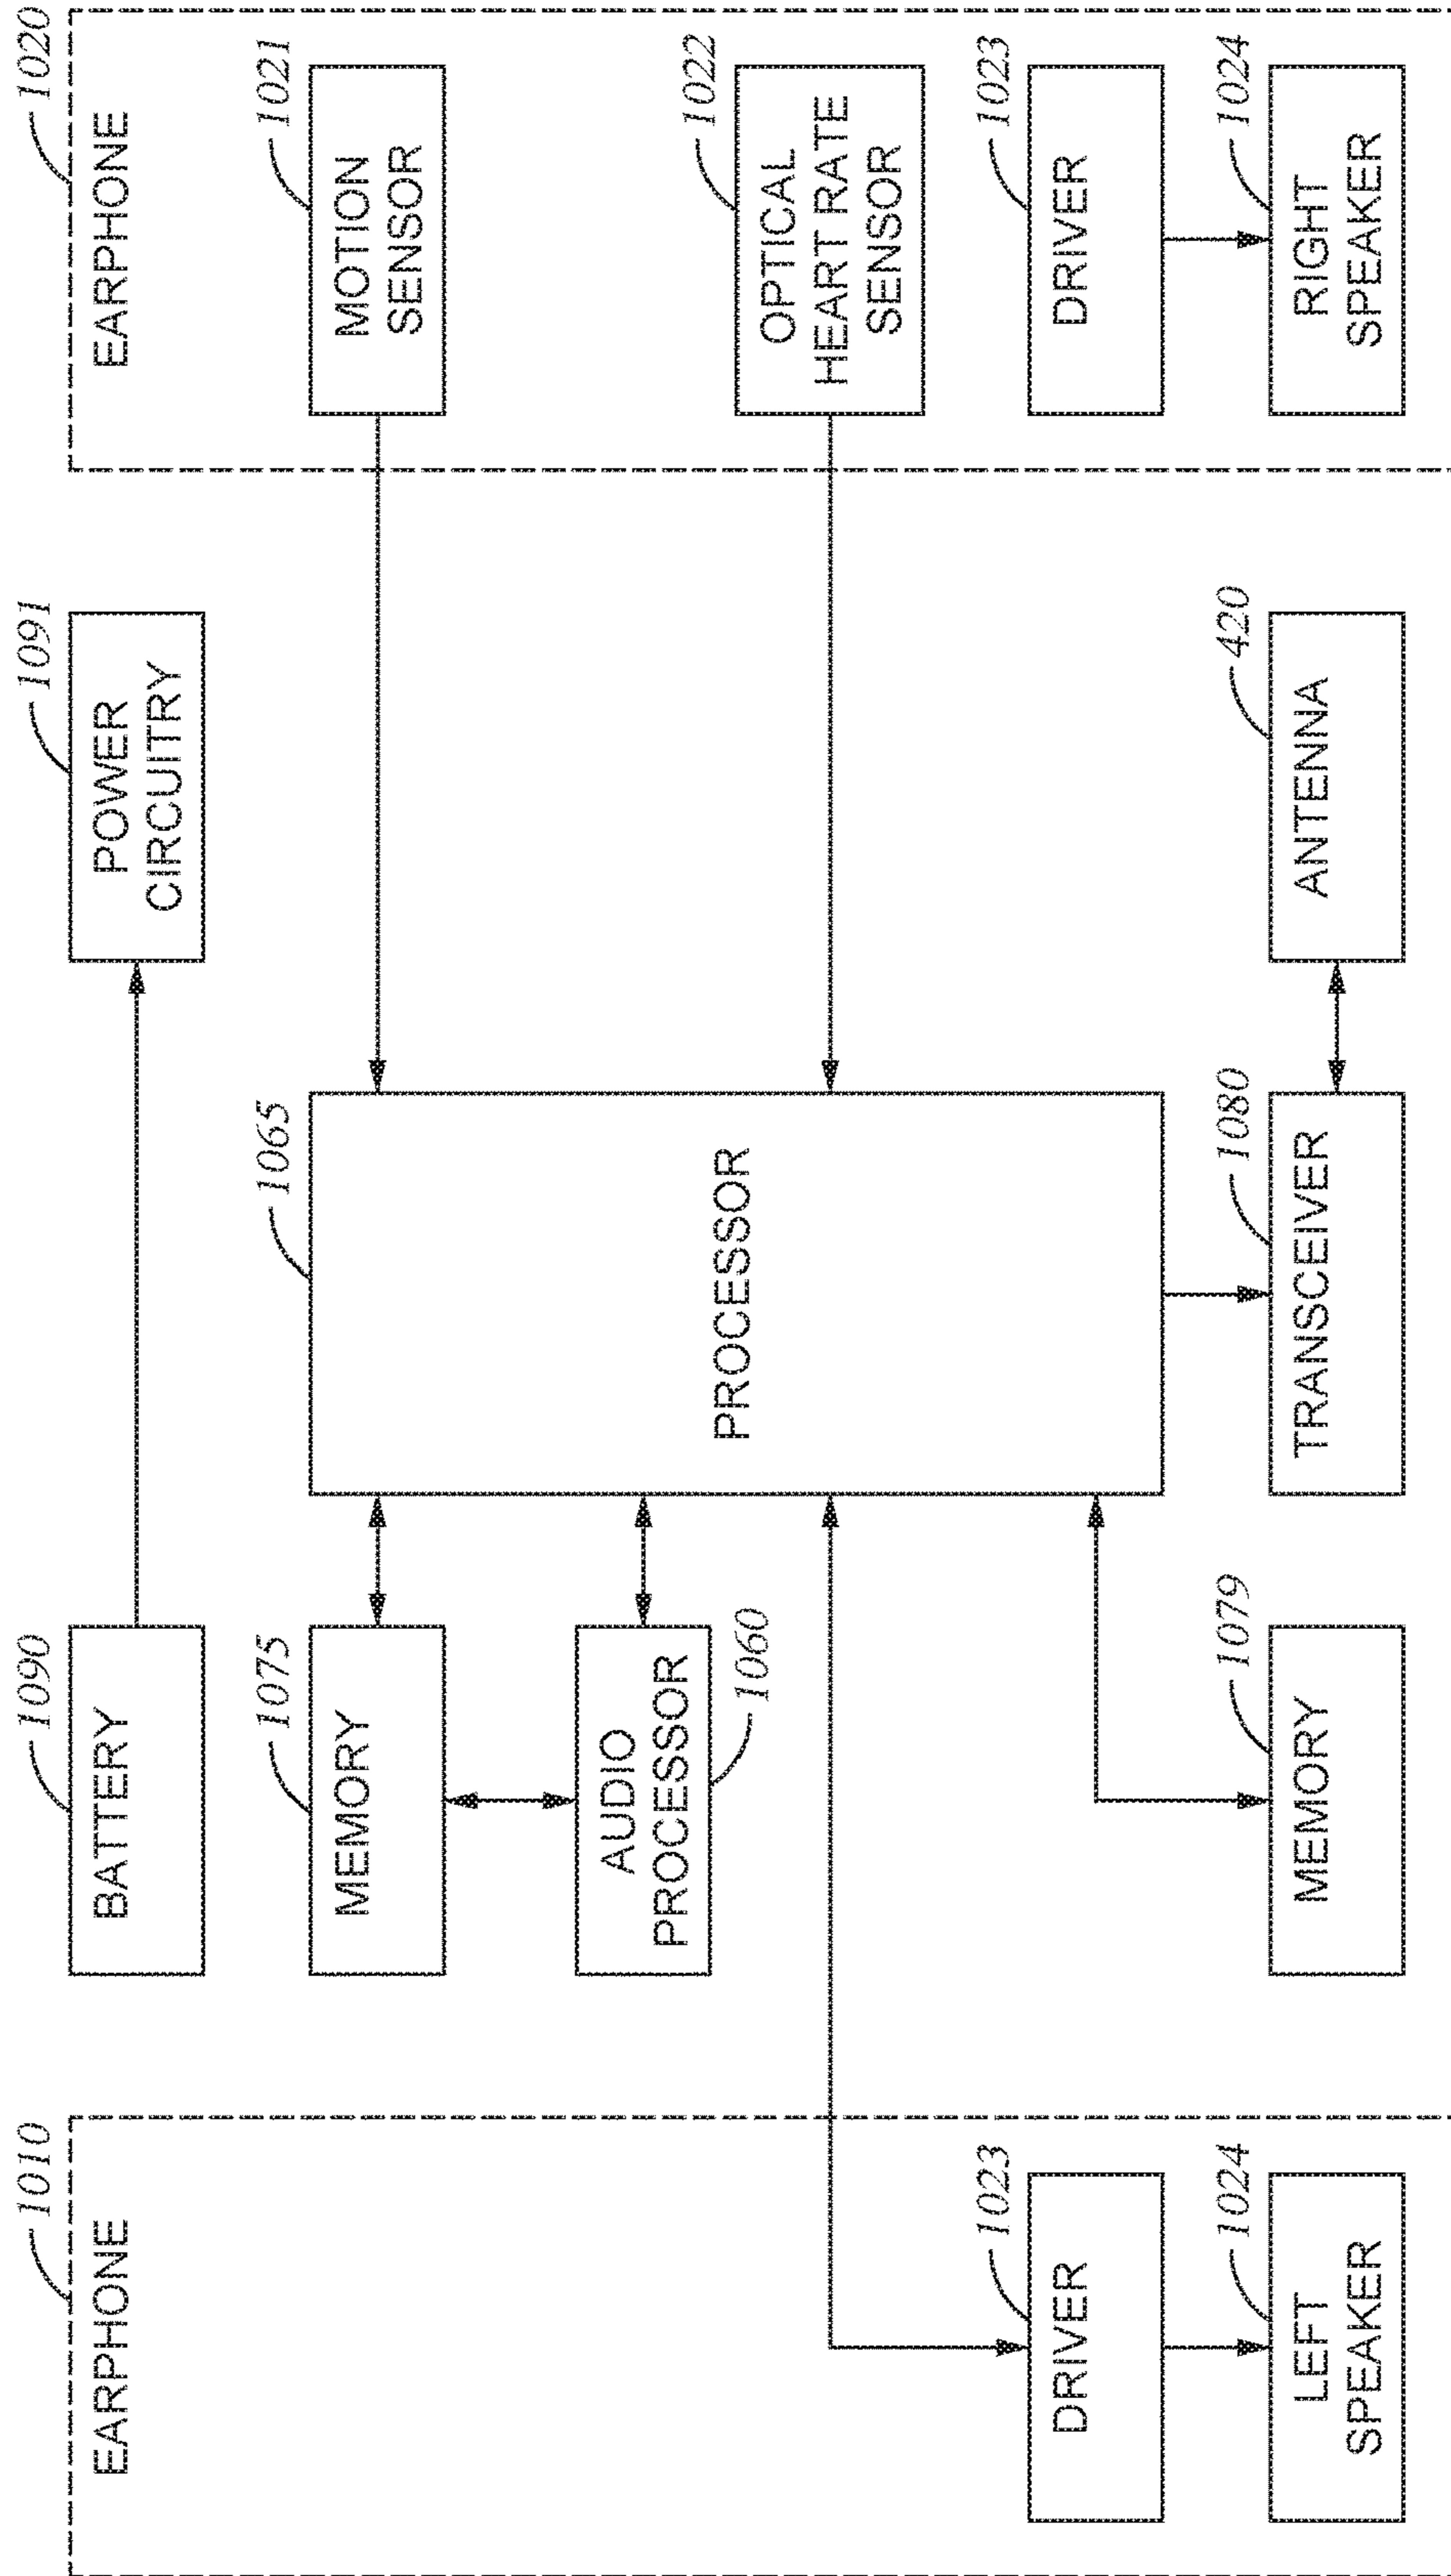 1010
EARPHONE
1023
DRIVER
1024
LEFT
SPEAKER
1090
BATTERY
1075
MEMORY
AUDIO
PROCESSOR
1060
1079
MEMORY
1065
PROCESSOR
1080
TRANSCEIVER
1091
POWER
CIRCUITRY
420
ANTENNA
1020
EARPHONE
1021
MOTION
SENSOR
1022
OPTICAL
HEART RATE
SENSOR
1023
DRIVER
1024
RIGHT
SPEAKER